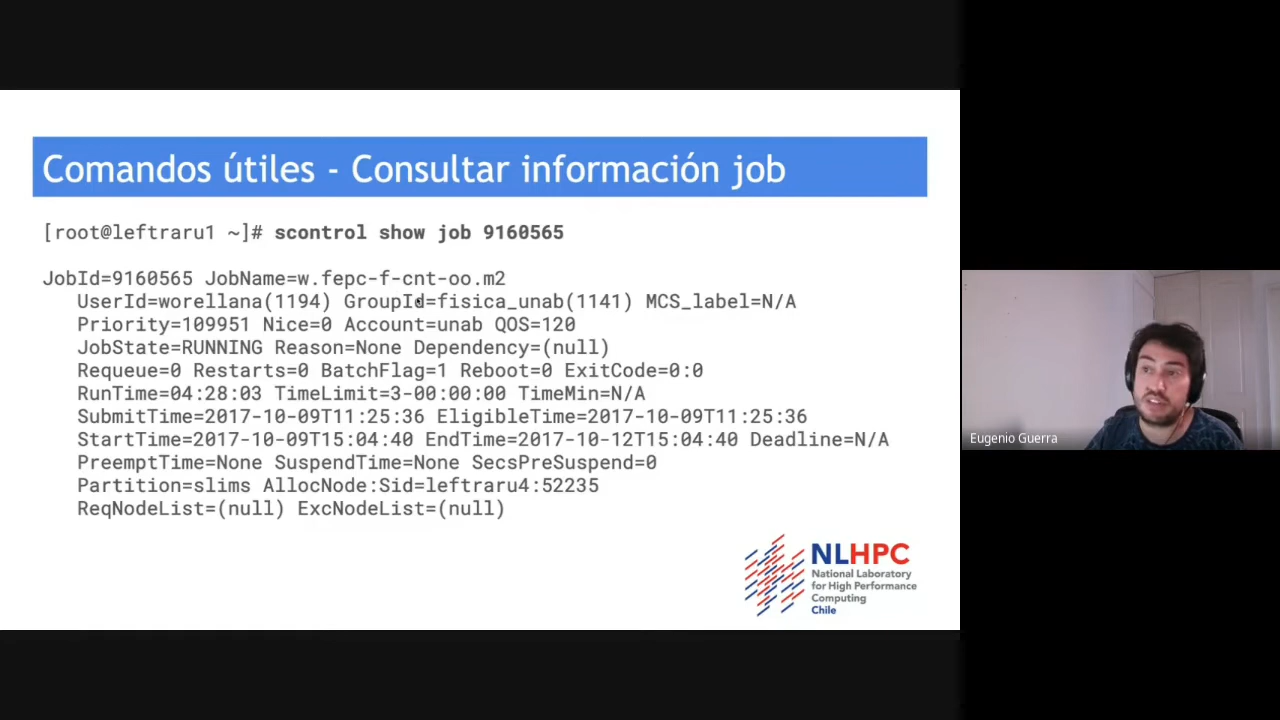 Comandos útiles - Consultar información job
[root@leftraru1 ~]# scontrol show job 9160565
JobId=9160565 JobName=w.fepc-f-cnt-oo.m2
UserId=worellana(1194) GroupId=fisica_unab(1141) MCS_label=N/A
Priority=109951 Nice=0 Account=unab QOS=120
JobState=RUNNING Reason=None Dependency=(null)
Requeue=0 Restarts=0 BatchFlag=1 Reboot=0 ExitCode=0:0
RunTime=04:28:03 TimeLimit=3-00:00:00 TimeMin=N/A
SubmitTime=2017-10-09T11:25:36 EligibleTime=2017-10-09T11:25:36
StartTime=2017-10-09T15:04:40 EndTime=2017-10-12T15:04:40 Deadline=N/A
PreemptTime=None SuspendTime=None SecsPreSuspend=0
Partition=slims AllocNode:Sid=leftraru4:52235
ReqNodeList=(null) ExcNodeList=(null)
NLHPC
National Laboratory
for High Performance
Computing
Chile
Eugenio Guerra